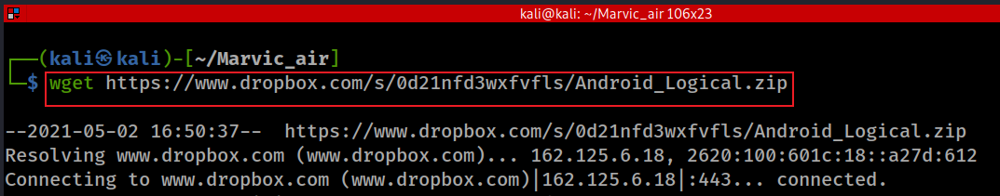 kali@kali: ~/Marvic_air 106x23
┌──(kali㉿kali)-[~/Marvic_air]
└─$ wget https://www.dropbox.com/s/0d21nfd3wxfvfls/Android_Logical.zip
--2021-05-02 16:50:37--  https://www.dropbox.com/s/0d21nfd3wxfvfls/Android_Logical.zip
Resolving www.dropbox.com (www.dropbox.com)... 162.125.6.18, 2620:100:601c:18::a27d:612
Connecting to www.dropbox.com (www.dropbox.com)|162.125.6.18|:443... connected.